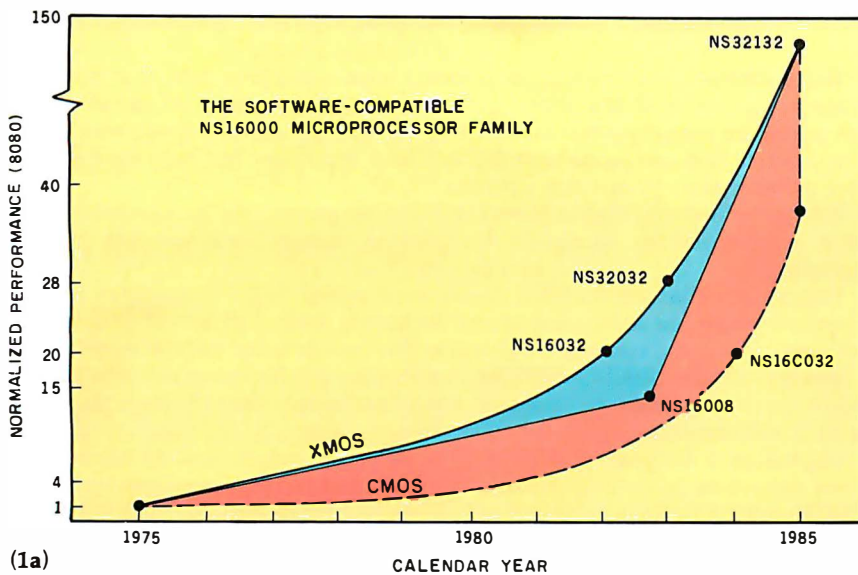 150
NS32132
THE SOFTWARE-COMPATIBLE
NS16000 MICROPROCESSOR FAMILY
NORMALIZED PERFORMANCE (8080)
40
NS32032
28
NS16032
20
NS16C032
15
NS16008
XMOS
4
CMOS
1
1975
1980
1985
(1a)
CALENDAR YEAR